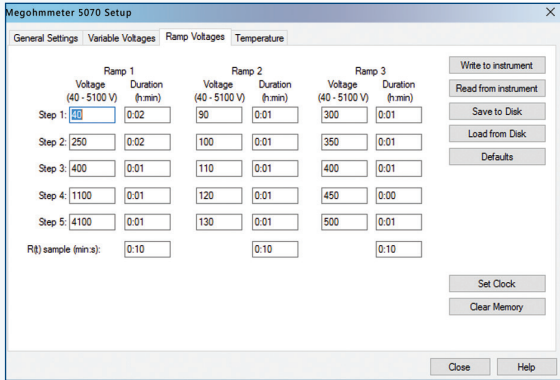 Megohmmeter 5070 Setup
General Settings Variable Voltages Ramp Voltages Temperature
Ramp 1 Ramp 2 Ramp 3
Voltage Duration Voltage Duration Voltage Duration
(40 - 5100 V) (h:min) (40 - 5100 V) (h:min) (40 - 5100 V) (h:min)
Step 1: 40 0:02 90 0:01 300 0:01
Step 2: 250 0:02 100 0:01 350 0:01
Step 3: 400 0:01 110 0:01 400 0:01
Step 4: 1100 0:01 120 0:01 450 0:00
Step 5: 4100 0:01 130 0:01 500 0:01
R(t) sample (min:s): 0:10 0:10 0:10
Write to instrument
Read from instrument
Save to Disk
Load from Disk
Defaults
Set Clock
Clear Memory
Close Help